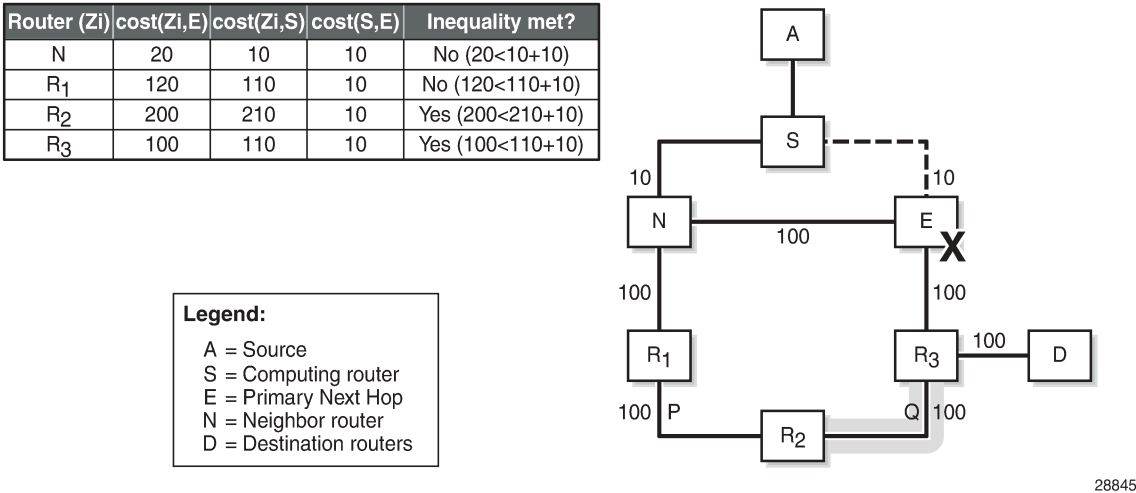 Router (Zi) cost(Zi,E) cost(Zi,S) cost(S,E) Inequality met?
N 20 10 10 No (20<10+10)
R1 120 110 10 No (120<110+10)
R2 200 210 10 Yes (200<210+10)
R3 100 110 10 Yes (100<110+10)
A
S
10
10
N
E
X
100
100
100
R1
R3
100
D
100
P
Q
100
R2
Legend:
A = Source
S = Computing router
E = Primary Next Hop
N = Neighbor router
D = Destination routers
28845